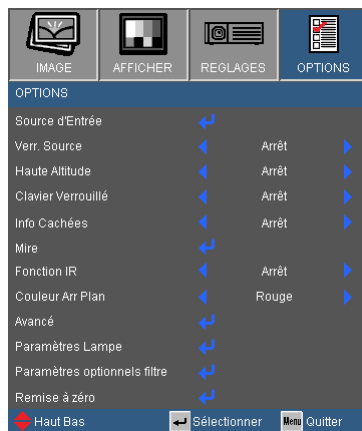 IMAGE AFFICHER REGLAGES OPTIONS
OPTIONS
Source d'Entrée
Verr. Source Arrêt
Haute Altitude Arrêt
Clavier Verrouillé Arrêt
Info Cachées Arrêt
Mire
Fonction IR Arrêt
Couleur Arr Plan Rouge
Avancé
Paramètres Lampe
Paramètres optionnels filtre
Remise à zéro
Haut Bas Sélectionner Menu Quitter